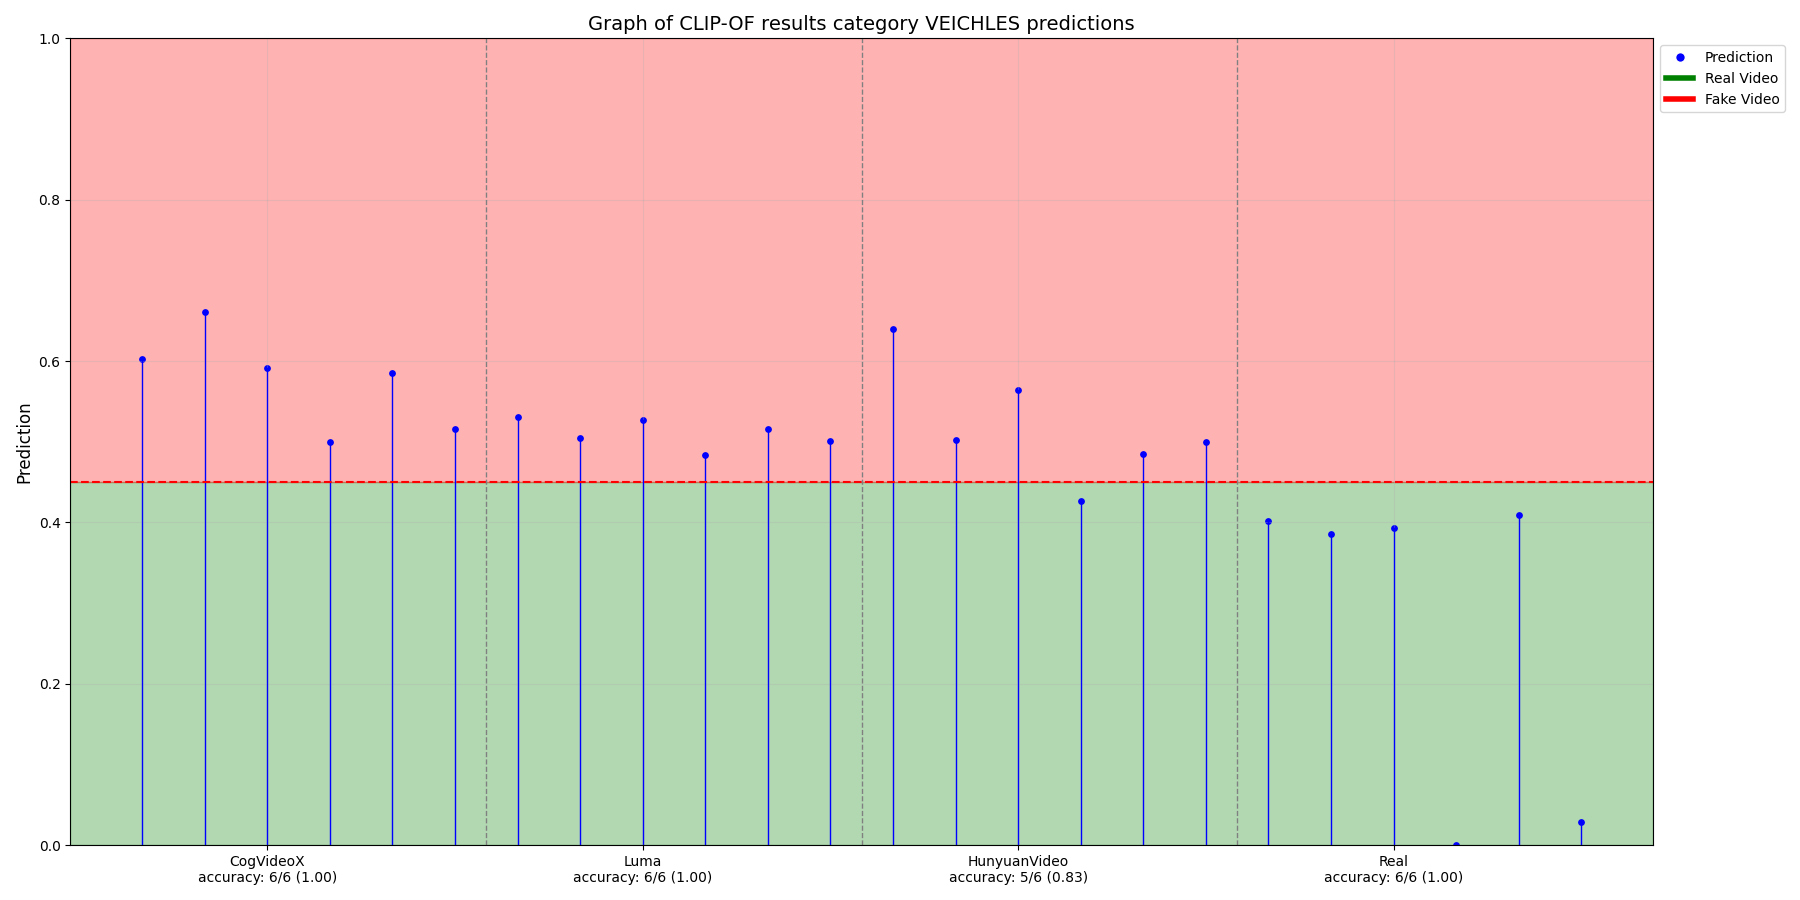 Graph of CLIP-OF results category VEICHLES predictions
Prediction
1.0
0.8
0.6
0.4
0.2
0.0
CogVideoX
accuracy: 6/6 (1.00)
Luma
accuracy: 6/6 (1.00)
HunyuanVideo
accuracy: 5/6 (0.83)
Real
accuracy: 6/6 (1.00)
Prediction
Real Video
Fake Video